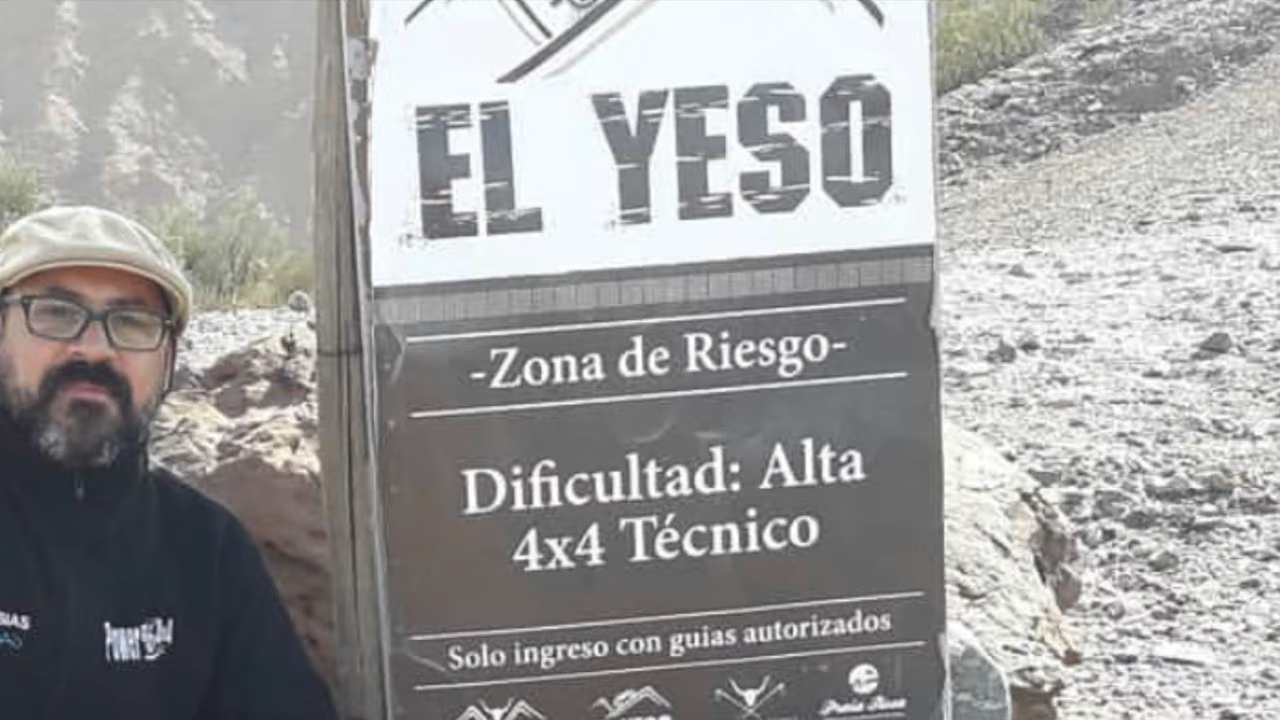 EL YESO
-Zona de Riesgo-
Dificultad: Alta
4x4 Técnico
Solo ingreso con guias autorizados